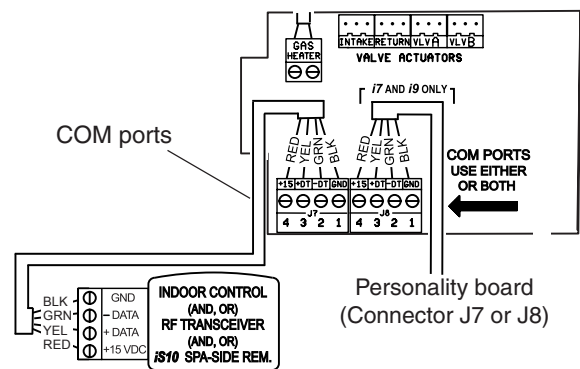 GAS
HEATER
INTAKE RETURN VLVA VLVB
VALVE ACTUATORS
i7 AND i9 ONLY
COM ports
RED YEL GRN BLK RED YEL GRN BLK
COM PORTS
USE EITHER
OR BOTH
+15 +DT -DT GND +15 +DT -DT GND
J7 J8
4 3 2 1 4 3 2 1
Personality board
(Connector J7 or J8)
BLK GND
GRN - DATA
YEL + DATA
RED +15 VDC
INDOOR CONTROL
(AND, OR)
RF TRANSCEIVER
(AND, OR)
iS10 SPA-SIDE REM.